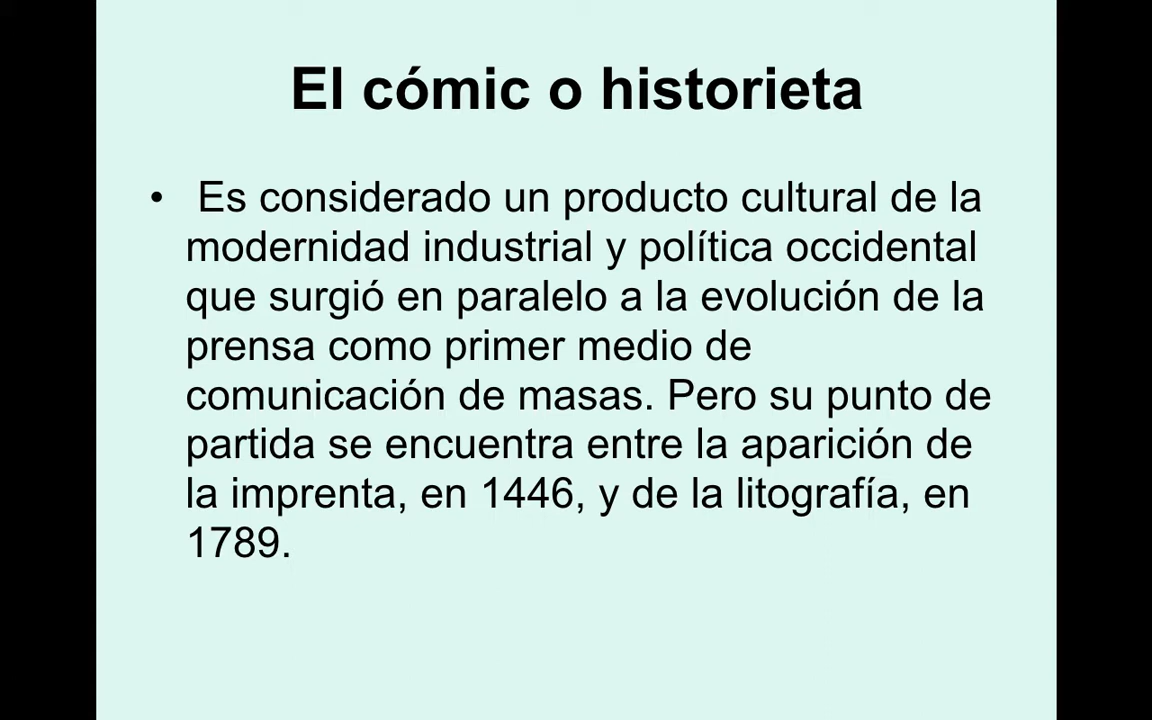 El cómic o historieta
• Es considerado un producto cultural de la
modernidad industrial y política occidental
que surgió en paralelo a la evolución de la
prensa como primer medio de
comunicación de masas. Pero su punto de
partida se encuentra entre la aparición de
la imprenta, en 1446, y de la litografía, en
1789.